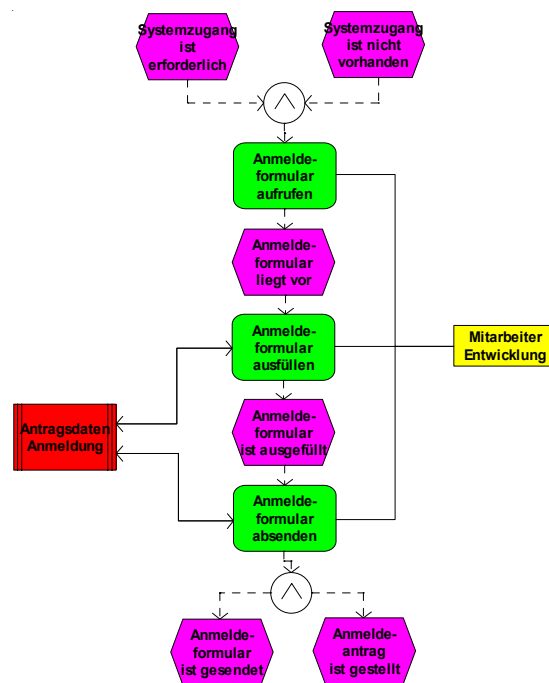 Systemzugang
ist
erforderlich
Systemzugang
ist nicht
vorhanden
Anmelde-
formular
aufrufen
Anmelde-
formular
liegt vor
Anmelde-
formular
ausfüllen
Mitarbeiter
Entwicklung
Antragsdaten
Anmeldung
Anmelde-
formular
ist ausgefüllt
Anmelde-
formular
absenden
Anmelde-
formular
ist gesendet
Anmelde-
antrag
ist gestellt